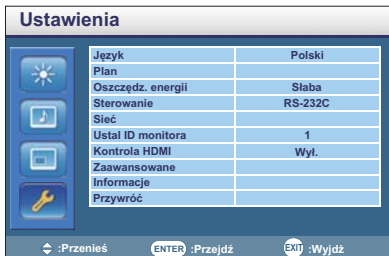 Ustawienia
Język Polski
Plan
Oszczędz. energii Słaba
Sterowanie RS-232C
Sieć
Ustal ID monitora 1
Kontrola HDMI Wył.
Zaawansowane
Informacje
Przywróć
:Przenieś ENTER :Przejdź EXIT :Wyjdż